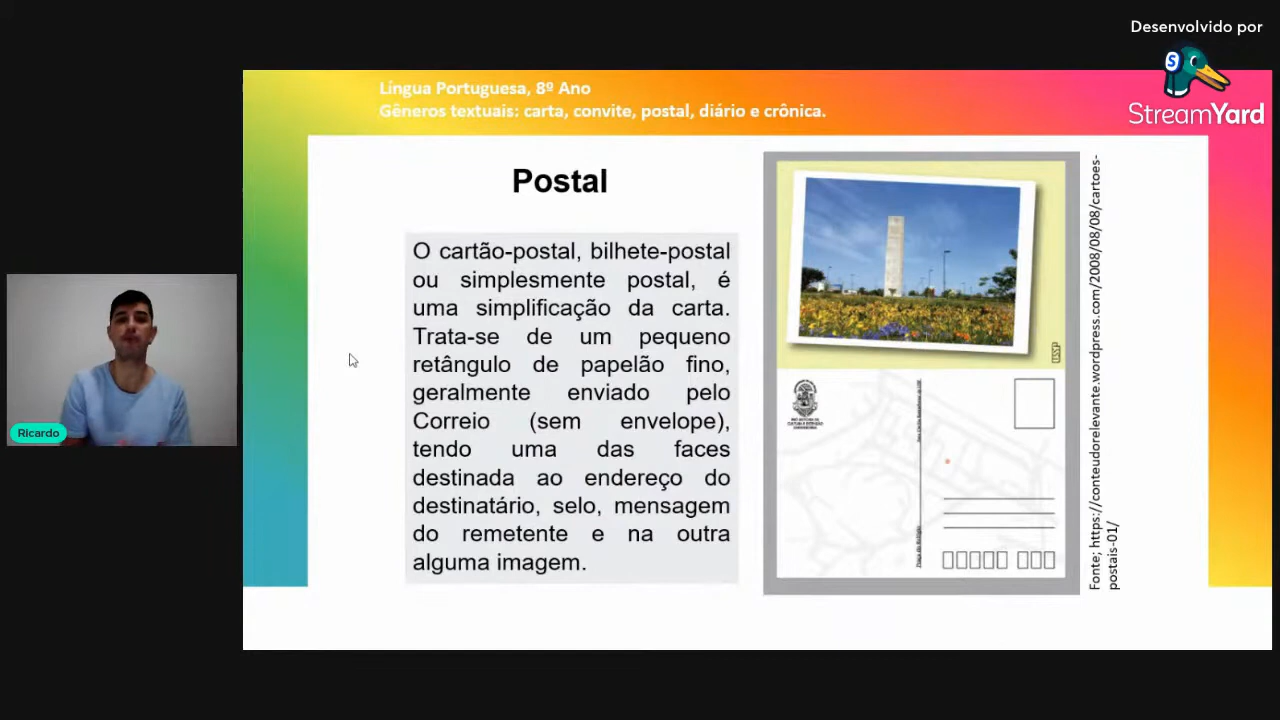 Desenvolvido por
StreamYard
Língua Portuguesa, 8º Ano
Gêneros textuais: carta, convite, postal, diário e crônica.
Postal
O cartão-postal, bilhete-postal
ou simplesmente postal, é
uma simplificação da carta.
Trata-se de um pequeno
retângulo de papelão fino,
geralmente enviado pelo
Correio (sem envelope),
tendo uma das faces
destinada ao endereço do
destinatário, selo, mensagem
do remetente e na outra
alguma imagem.
USP
Fonte; https://conteudorelevante.wordpress.com/2008/08/08/cartoes-
postais-01/
Ricardo